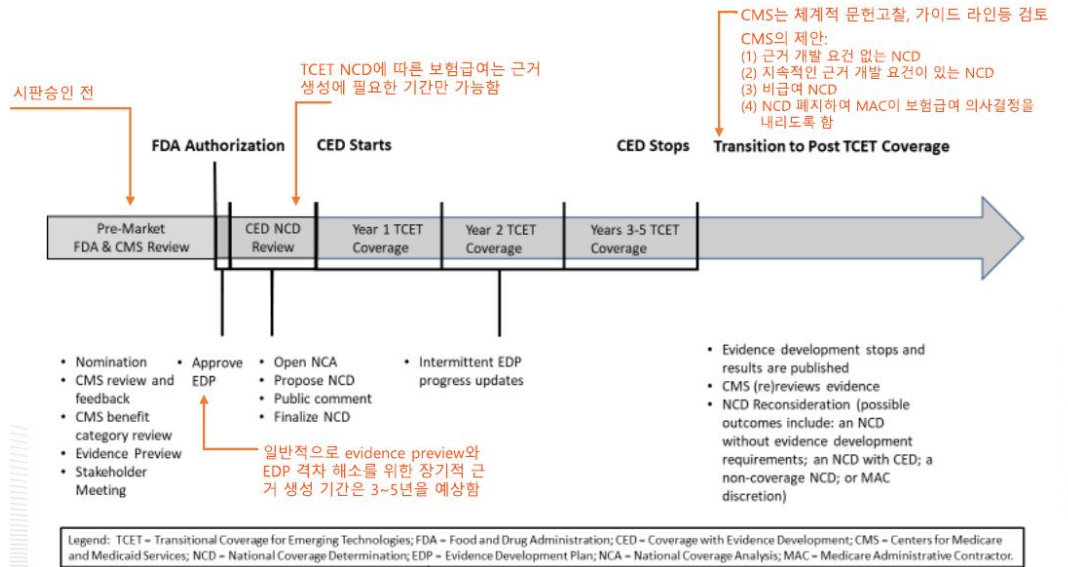 CMS는 체계적 문헌고찰, 가이드 라인등 검토
CMS의 제안:
(1) 근거 개발 요건 없는 NCD
(2) 지속적인 근거 개발 요건이 있는 NCD
(3) 비급여 NCD
(4) NCD 폐지하여 MAC이 보험급여 의사결정을
내리도록 함
TCET NCD에 따른 보험급여는 근거
생성에 필요한 기간만 가능함
시판승인 전
FDA Authorization
CED Starts
CED Stops
Transition to Post TCET Coverage
Pre-Market
FDA & CMS Review
CED NCD
Review
Year 1 TCET
Coverage
Year 2 TCET
Coverage
Years 3-5 TCET
Coverage
• Nomination
• CMS review and
feedback
• CMS benefit
category review
• Evidence Preview
• Stakeholder
Meeting
• Approve
EDP
• Open NCA
• Propose NCD
• Public comment
• Finalize NCD
• Intermittent EDP
progress updates
• Evidence development stops and
results are published
• CMS (re)reviews evidence
• NCD Reconsideration (possible
outcomes include: an NCD
without evidence development
requirements; an NCD with CED; a
non-coverage NCD; or MAC
discretion)
일반적으로 evidence preview와
EDP 격차 해소를 위한 장기적 근
거 생성 기간은 3~5년을 예상함
Legend: TCET = Transitional Coverage for Emerging Technologies; FDA = Food and Drug Administration; CED = Coverage with Evidence Development; CMS = Centers for Medicare
and Medicaid Services; NCD = National Coverage Determination; EDP = Evidence Development Plan; NCA = National Coverage Analysis; MAC = Medicare Administrative Contractor.